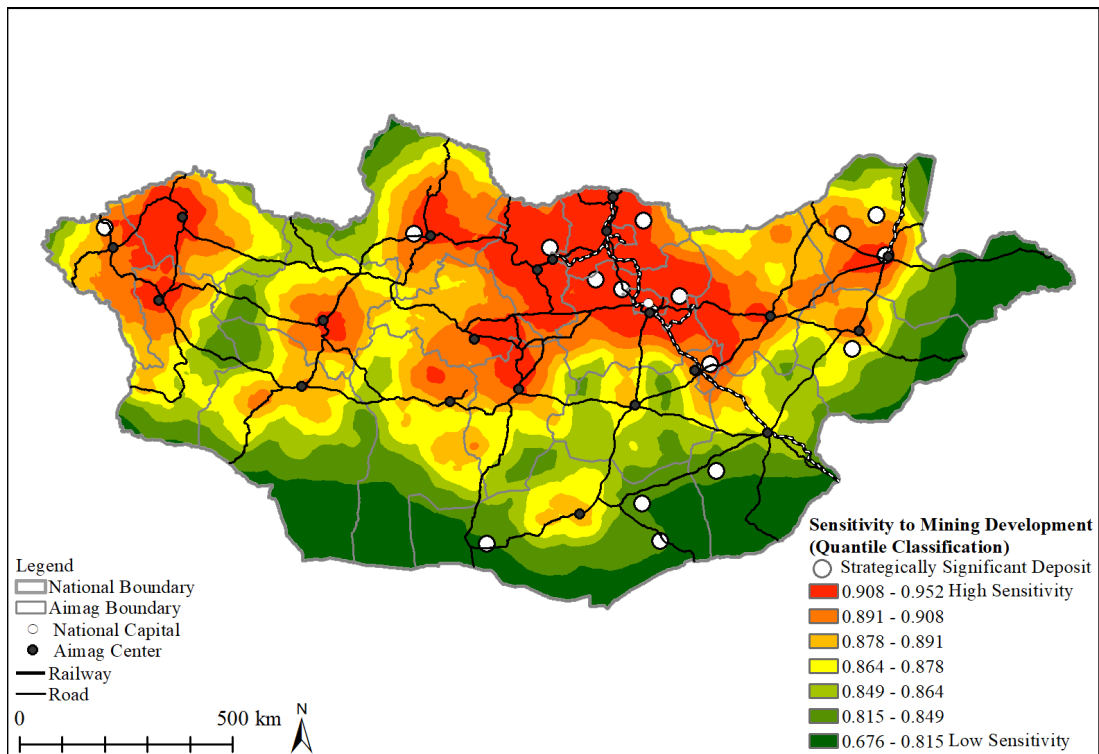 Legend
National Boundary
Aimag Boundary
National Capital
Aimag Center
Railway
Road
0 500 km
N
Sensitivity to Mining Development
(Quantile Classification)
Strategically Significant Deposit
0.908 - 0.952 High Sensitivity
0.891 - 0.908
0.878 - 0.891
0.864 - 0.878
0.849 - 0.864
0.815 - 0.849
0.676 - 0.815 Low Sensitivity